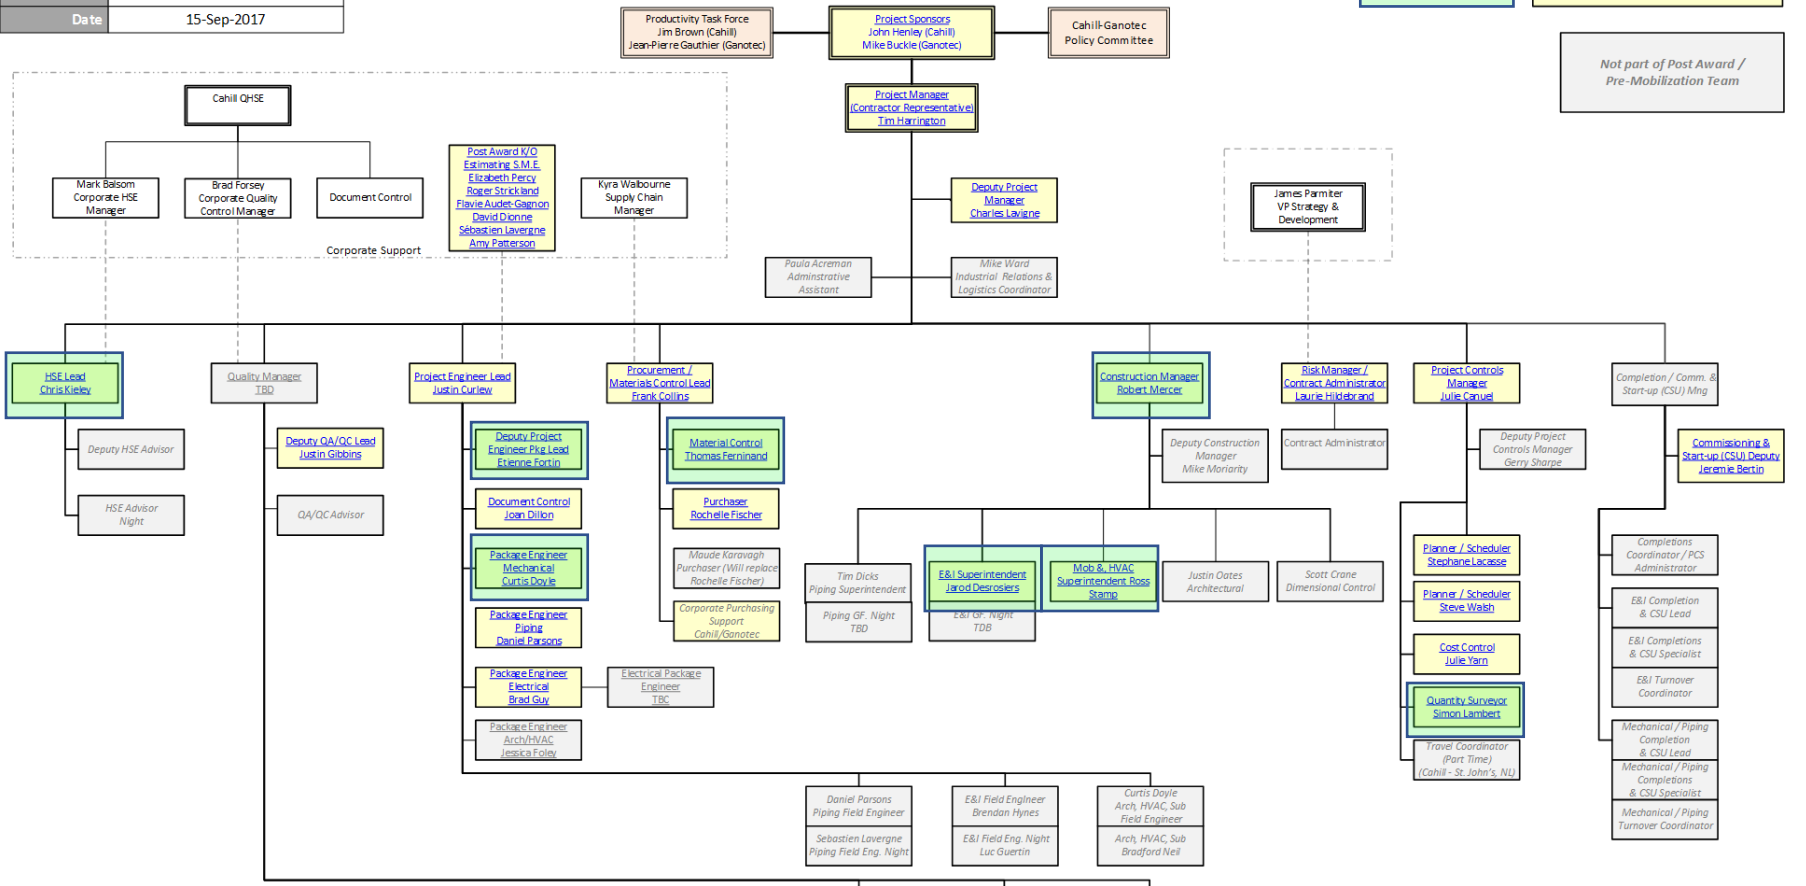 Date
15-Sep-2017
Productivity Task Force
Jim Brown (Cahill)
Jean-Pierre Gauthier (Ganotec)
Project Sponsors
John Henley (Cahill)
Mike Buckle (Ganotec)
Cahill-Ganotec
Policy Committee
Not part of Post Award /
Pre-Mobilization Team
Project Manager
(Contractor Representative)
Tim Harrington
Cahill QHSE
Mark Balsom
Corporate HSE
Manager
Brad Forsey
Corporate Quality
Control Manager
Document Control
Corporate Support
Post Award K/O
Estimating S.M.E.
Elizabeth Percy
Roger Strickland
Flavie Audet-Gagnon
David Dionne
Sébastien Lavergne
Amy Patterson
Kyra Walbourne
Supply Chain
Manager
Deputy Project
Manager
Charles Lavigne
James Parmiter
VP Strategy &
Development
Paula Acreman
Adminstrative
Assistant
Mike Ward
Industrial Relations &
Logistics Coordinator
HSE Lead
Chris Kieley
Quality Manager
TBD
Project Engineer Lead
Justin Curlew
Procurement /
Materials Control Lead
Frank Collins
Construction Manager
Robert Mercer
Risk Manager /
Contract Administrator
Laurie Hildebrand
Project Controls
Manager
Julie Canuel
Completion / Comm. &
Start-up (CSU) Mng
Deputy HSE Advisor
Deputy QA/QC Lead
Justin Gibbins
Deputy Project
Engineer Pkg Lead
Etienne Fortin
Material Control
Thomas Ferninand
Deputy Construction
Manager
Mike Moriarity
Contract Administrator
Deputy Project
Controls Manager
Gerry Sharpe
Commissioning &
Start-up (CSU) Deputy
Jeremie Bertin
HSE Advisor
Night
QA/QC Advisor
Document Control
Joan Dillon
Purchaser
Rochelle Fischer
Package Engineer
Mechanical
Curtis Doyle
Maude Karavagh
Purchaser (Will replace
Rochelle Fischer)
Tim Dicks
Piping Superintendent
Piping GF. Night
TBD
E&I Superintendent
Jarod Desrosiers
E&I GF. Night
TDB
Mob &, HVAC
Superintendent Ross
Stamp
Justin Oates
Architectural
Scott Crane
Dimensional Control
Planner / Scheduler
Stephane Lacasse
Completions
Coordinator / PCS
Administrator
Package Engineer
Piping
Daniel Parsons
Corporate Purchasing
Support
Cahill/Ganotec
Planner / Scheduler
Steve Walsh
E&I Completion
& CSU Lead
Cost Control
Julie Yarn
E&I Completions
& CSU Specialist
Package Engineer
Electrical
Brad Guy
Electrical Package
Engineer
TBC
Quantity Surveyor
Simon Lambert
E&I Turnover
Coordinator
Package Engineer
Arch/HVAC
Jessica Foley
Travel Coordinator
(Part Time)
(Cahill - St. John's, NL)
Mechanical / Piping
Completion
& CSU Lead
Mechanical / Piping
Completions
& CSU Specialist
Mechanical / Piping
Turnover Coordinator
Daniel Parsons
Piping Field Engineer
Sebastien Lavergne
Piping Field Eng. Night
E&I Field EngIneer
Brendan Hynes
E&I Field Eng. Night
Luc Guertin
Curtis Doyle
Arch, HVAC, Sub
Field Engineer
Arch, HVAC, Sub
Bradford Neil